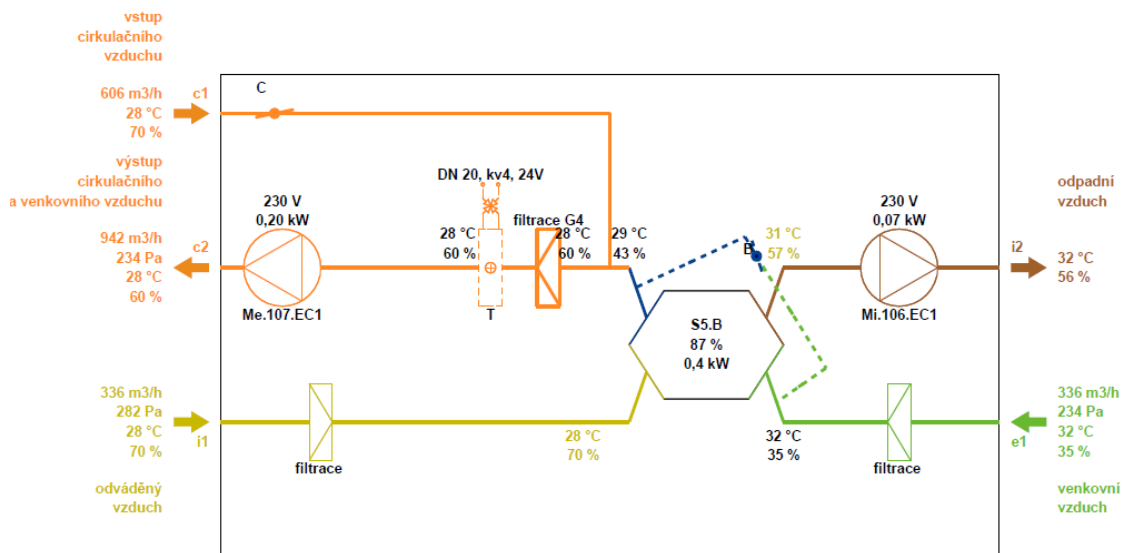 vstup
cirkulačního
vzduchu
606 m3/h
28 °C
70 %
c1
C
výstup
cirkulačního
a venkovního vzduchu
942 m3/h
234 Pa
28 °C
60 %
c2
230 V
0,20 kW
Me.107.EC1
DN 20, kv4, 24V
28 °C
60 %
T
filtrace G4
28 °C
60 %
29 °C
43 %
B
31 °C
57 %
230 V
0,07 kW
Mi.106.EC1
odpadní
vzduch
i2
32 °C
56 %
S5.B
87 %
0,4 kW
336 m3/h
282 Pa
28 °C
70 %
i1
filtrace
28 °C
70 %
32 °C
35 %
filtrace
336 m3/h
234 Pa
32 °C
35 %
e1
odváděný
vzduch
venkovní
vzduch